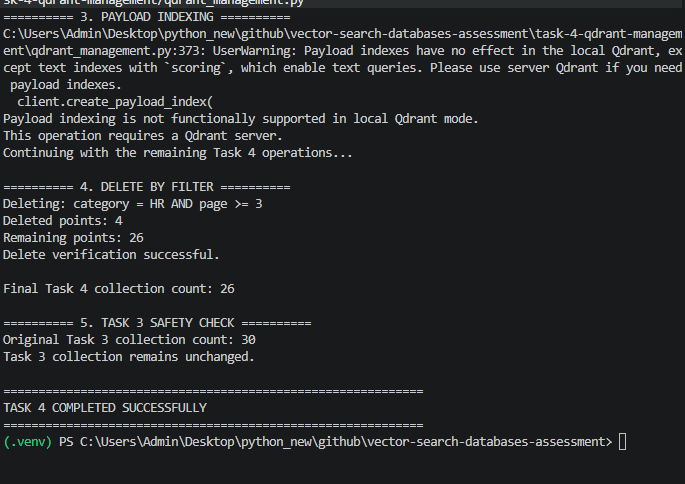 sk-4-qdrant-management/qdrant_management.py
========== 3. PAYLOAD INDEXING ==========
C:\Users\Admin\Desktop\python_new\github\vector-search-databases-assessment\task-4-qdrant-managem
ent\qdrant_management.py:373: UserWarning: Payload indexes have no effect in the local Qdrant, ex
cept text indexes with `scoring`, which enable text queries. Please use server Qdrant if you need
 payload indexes.
  client.create_payload_index(
Payload indexing is not functionally supported in local Qdrant mode.
This operation requires a Qdrant server.
Continuing with the remaining Task 4 operations...

========== 4. DELETE BY FILTER ==========
Deleting: category = HR AND page >= 3
Deleted points: 4
Remaining points: 26
Delete verification successful.

Final Task 4 collection count: 26

========== 5. TASK 3 SAFETY CHECK ==========
Original Task 3 collection count: 30
Task 3 collection remains unchanged.

============================================================
TASK 4 COMPLETED SUCCESSFULLY
============================================================
(.venv) PS C:\Users\Admin\Desktop\python_new\github\vector-search-databases-assessment>